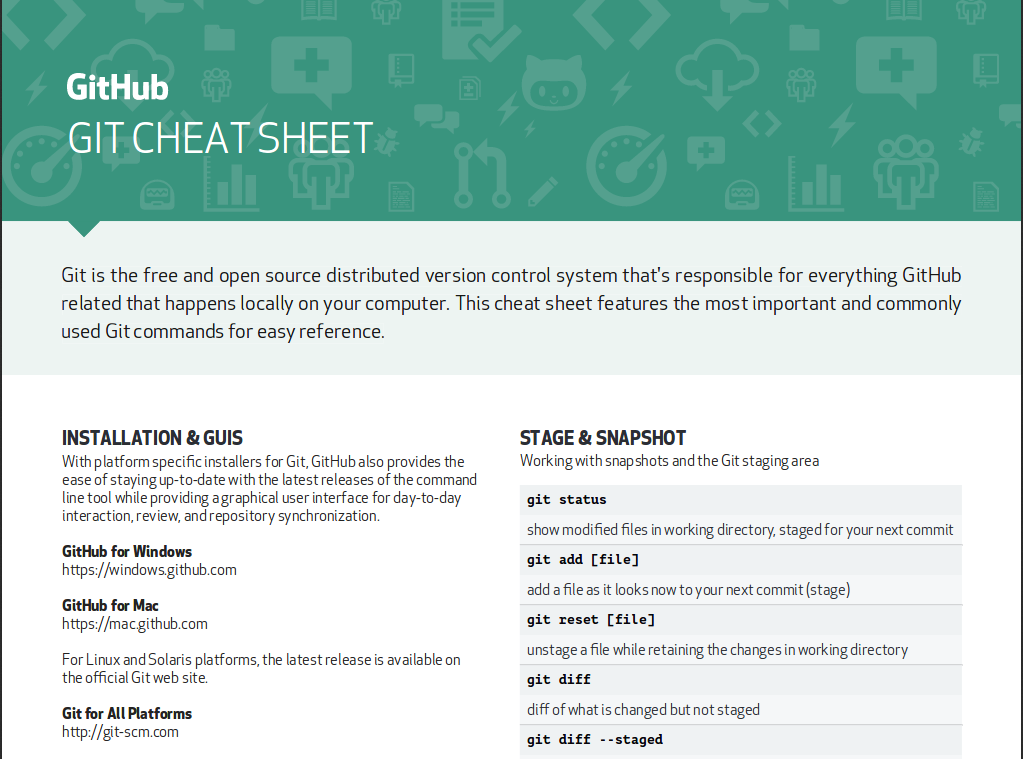 GitHub
GIT CHEAT SHEET
Git is the free and open source distributed version control system that's responsible for everything GitHub
related that happens locally on your computer. This cheat sheet features the most important and commonly
used Git commands for easy reference.
INSTALLATION & GUIS
With platform specific installers for Git, GitHub also provides the
ease of staying up-to-date with the latest releases of the command
line tool while providing a graphical user interface for day-to-day
interaction, review, and repository synchronization.
GitHub for Windows
https://windows.github.com
GitHub for Mac
https://mac.github.com
For Linux and Solaris platforms, the latest release is available on
the official Git web site.
Git for All Platforms
http://git-scm.com
STAGE & SNAPSHOT
Working with snapshots and the Git staging area
git status
show modified files in working directory, staged for your next commit
git add [file]
add a file as it looks now to your next commit (stage)
git reset [file]
unstage a file while retaining the changes in working directory
git diff
diff of what is changed but not staged
git diff --staged